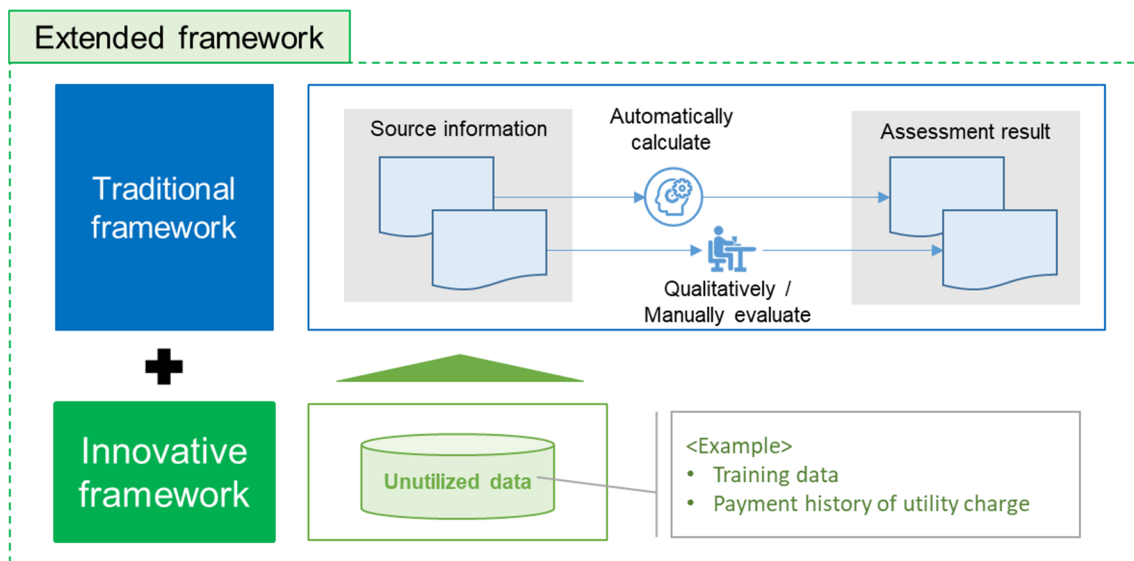 Extended framework
Traditional
framework
Source information
Automatically
calculate
Assessment result
Qualitatively /
Manually evaluate
Innovative
framework
Unutilized data
<Example>
• Training data
• Payment history of utility charge